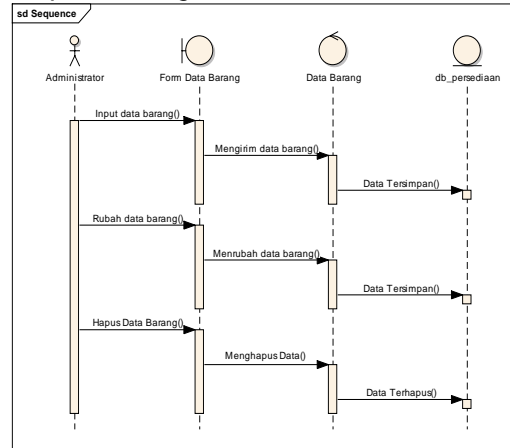 sd Sequence
Administrator
Form Data Barang
Data Barang
db_persediaan
Input data barang()
Mengirim data barang()
Data Tersimpan()
Rubah data barang()
Menrubah data barang()
Data Tersimpan()
Hapus Data Barang()
Menghapus Data()
Data Terhapus()